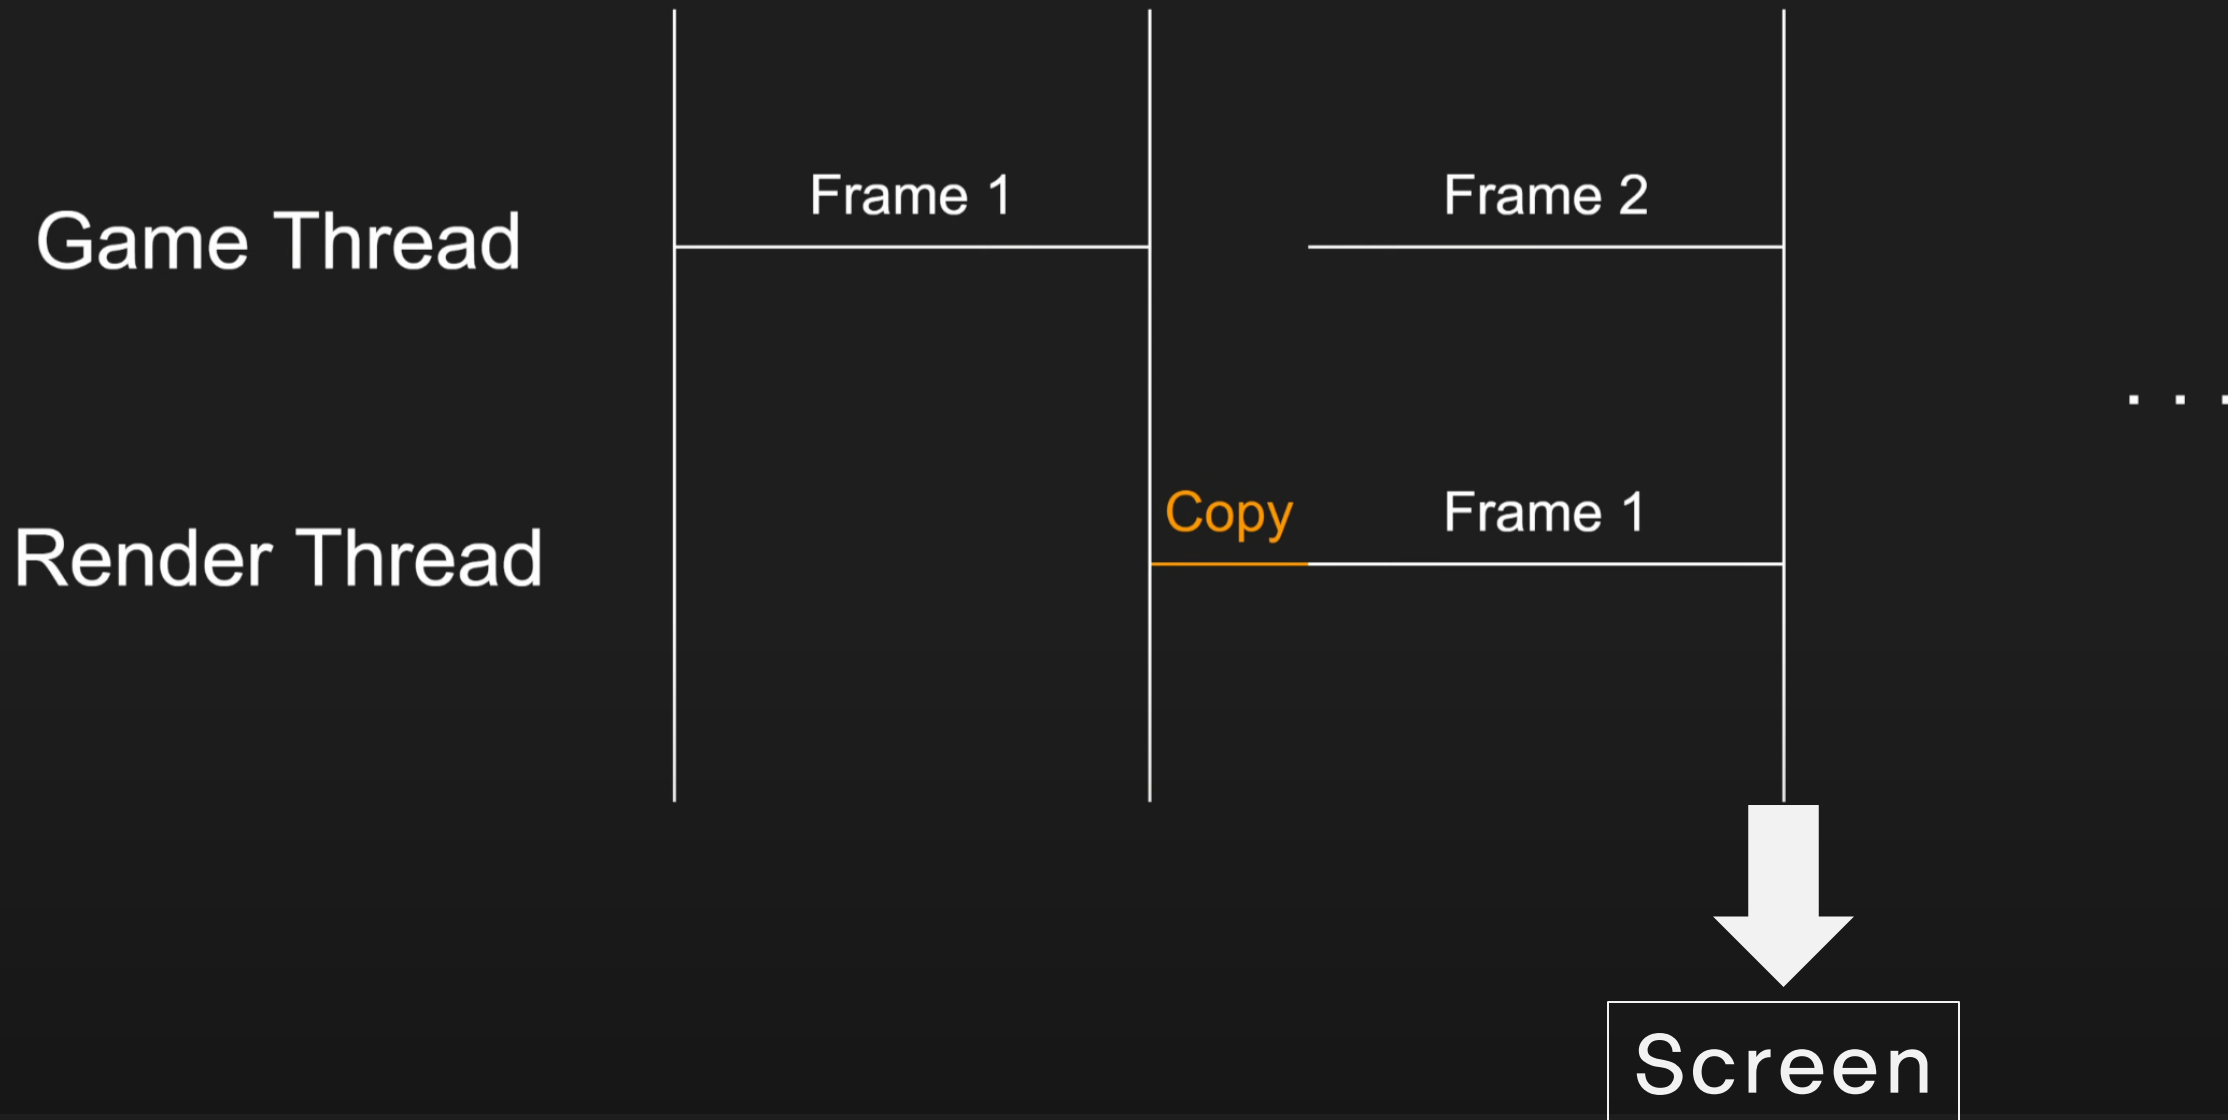 Frame 1
Frame 2
Game Thread
. . .
Copy
Frame 1
Render Thread
Screen